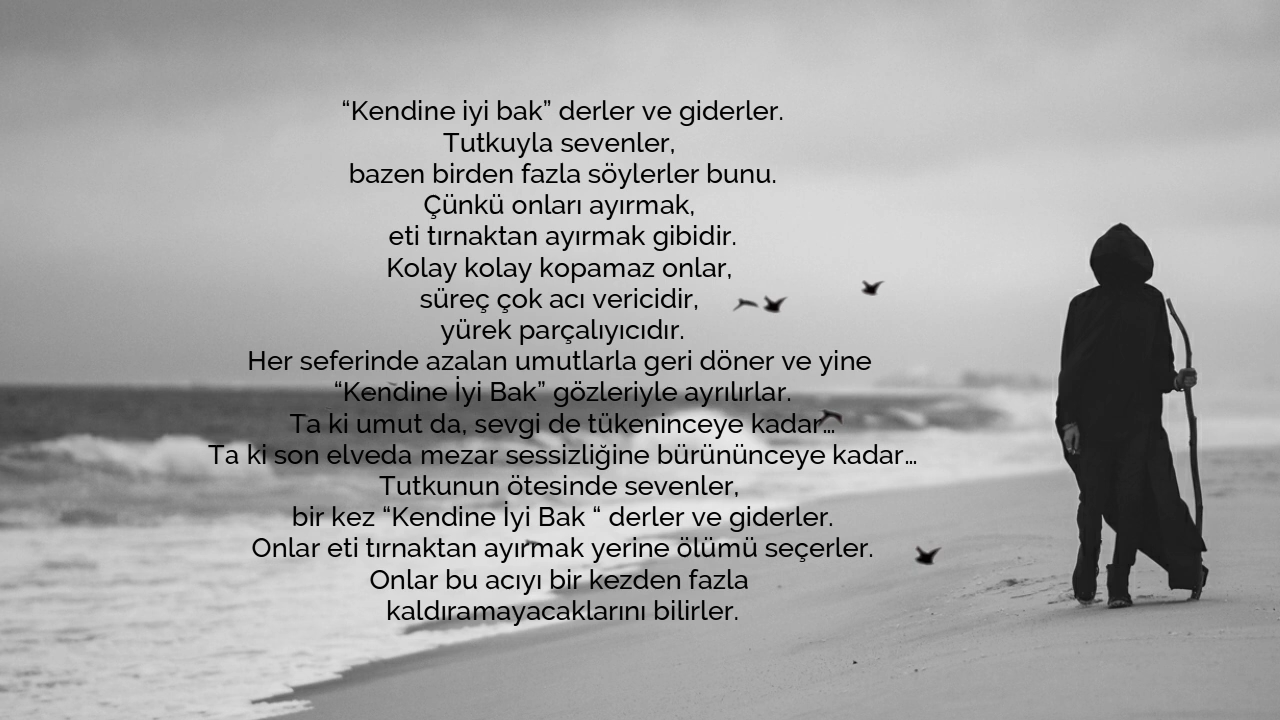 “Kendine iyi bak” derler ve giderler.
Tutkuyla sevenler,
bazen birden fazla söylerler bunu.
Çünkü onları ayırmak,
eti tırnaktan ayırmak gibidir.
Kolay kolay kopamaz onlar,
süreç çok acı vericidir,
yürek parçalıyıcıdır.
Her seferinde azalan umutlarla geri döner ve yine
“Kendine İyi Bak” gözleriyle ayrılırlar.
Ta ki umut da, sevgi de tükeninceye kadar…
Ta ki son elveda mezar sessizliğine bürününceye kadar…
Tutkunun ötesinde sevenler,
bir kez “Kendine İyi Bak “ derler ve giderler.
Onlar eti tırnaktan ayırmak yerine ölümü seçerler.
Onlar bu acıyı bir kezden fazla
kaldıramayacaklarını bilirler.